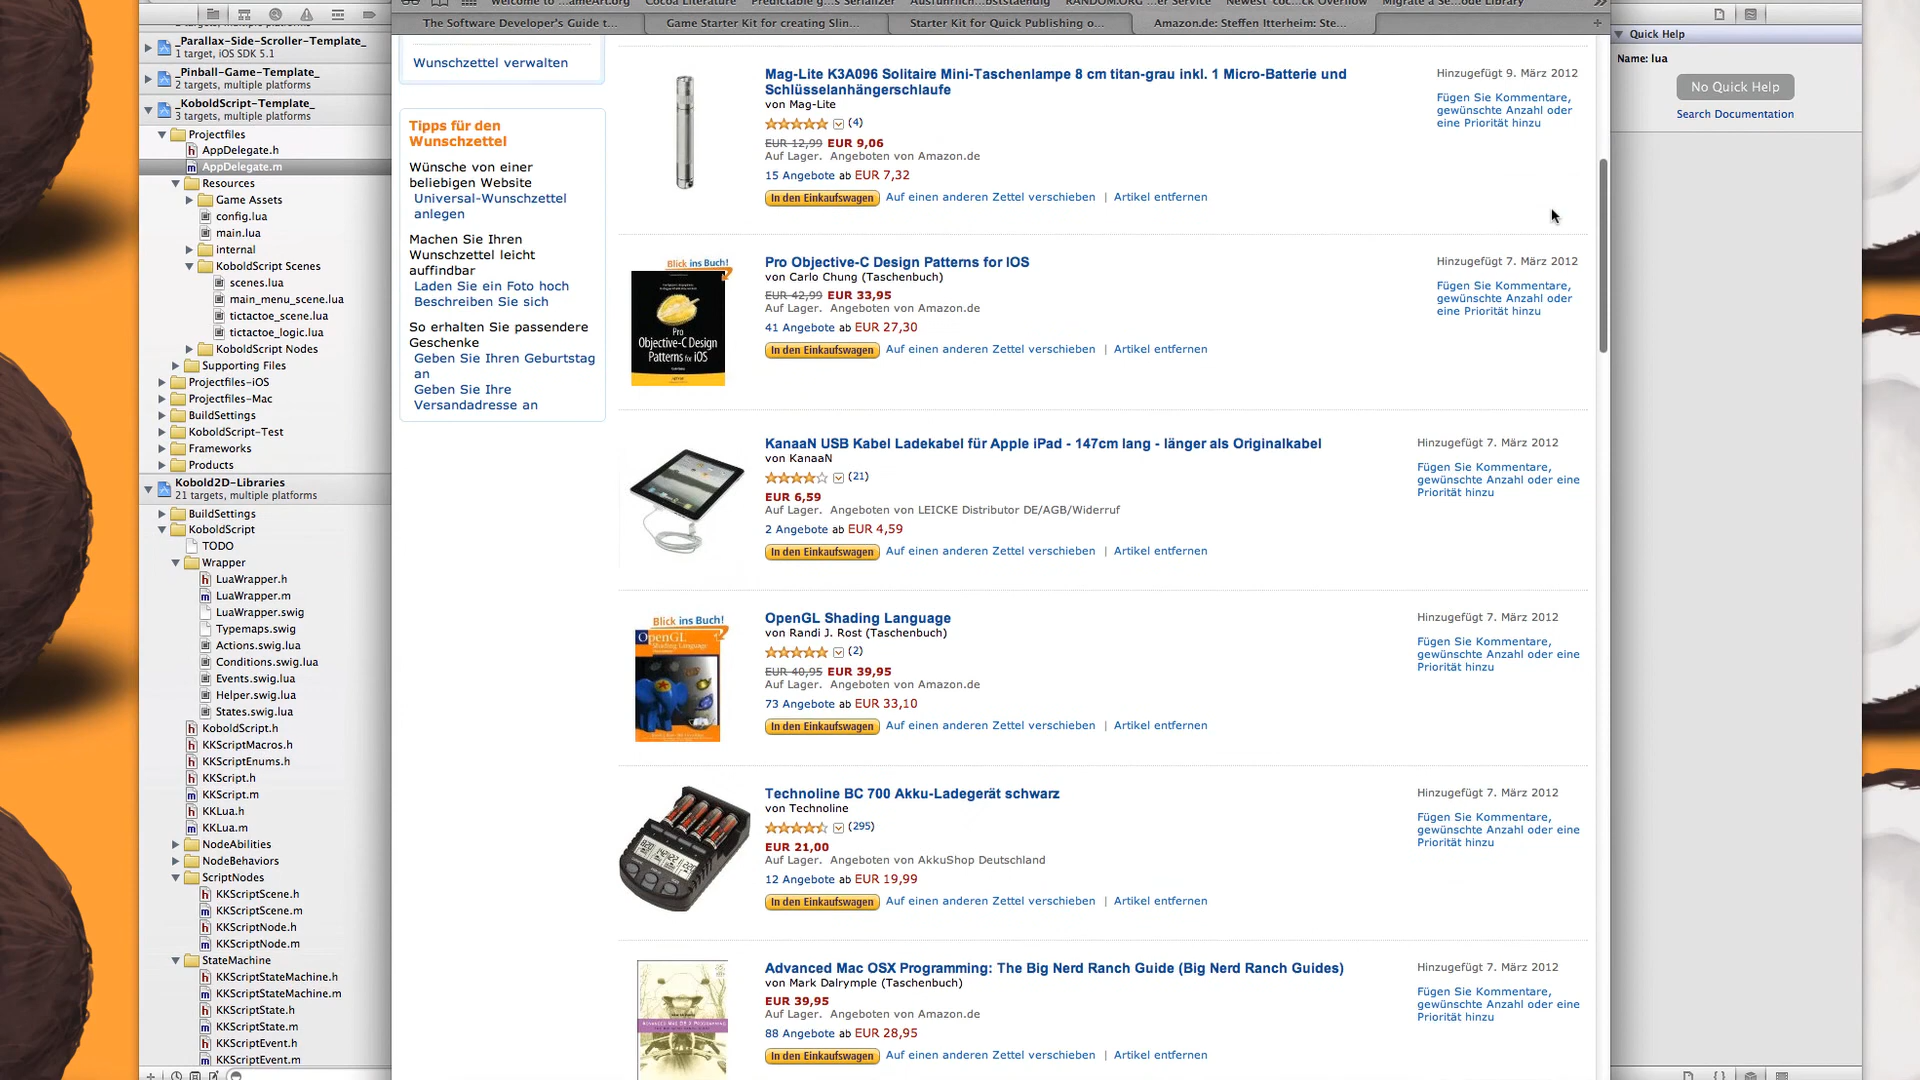 _Parallax-Side-Scroller-Template_
1 target, iOS SDK 5.1
_Pinball-Game-Template_
2 targets, multiple platforms
_KoboldScript-Template_
3 targets, multiple platforms
Projectfiles
AppDelegate.h
AppDelegate.m
Resources
Game Assets
config.lua
main.lua
internal
KoboldScript Scenes
scenes.lua
main_menu_scene.lua
tictactoe_scene.lua
tictactoe_logic.lua
KoboldScript Nodes
Supporting Files
Projectfiles-iOS
Projectfiles-Mac
BuildSettings
KoboldScript-Test
Frameworks
Products
Kobold2D-Libraries
21 targets, multiple platforms
BuildSettings
KoboldScript
TODO
Wrapper
LuaWrapper.h
LuaWrapper.m
LuaWrapper.swig
Typemaps.swig
Actions.swig.lua
Conditions.swig.lua
Events.swig.lua
Helper.swig.lua
States.swig.lua
KoboldScript.h
KKScriptMacros.h
KKScriptEnums.h
KKScript.h
KKScript.m
KKLua.h
KKLua.m
NodeAbilities
NodeBehaviors
ScriptNodes
KKScriptScene.h
KKScriptScene.m
KKScriptNode.h
KKScriptNode.m
StateMachine
KKScriptStateMachine.h
KKScriptStateMachine.m
KKScriptState.h
KKScriptState.m
KKScriptEvent.h
KKScriptEvent.m
The Software Developer's Guide t... Game Starter Kit for creating Slin... Starter Kit for Quick Publishing o... Amazon.de: Steffen Itterheim: Ste...
Wunschzettel verwalten
Tipps für den
Wunschzettel
Wünsche von einer
beliebigen Website
Universal-Wunschzettel
anlegen
Machen Sie Ihren
Wunschzettel leicht
auffindbar
Laden Sie ein Foto hoch
Beschreiben Sie sich
So erhalten Sie passendere
Geschenke
Geben Sie Ihren Geburtstag
an
Geben Sie Ihre
Versandadresse an
Mag-Lite K3A096 Solitaire Mini-Taschenlampe 8 cm titan-grau inkl. 1 Micro-Batterie und
Schlüsselanhängerschlaufe
von Mag-Lite
(4)
EUR 12,99 EUR 9,06
Auf Lager. Angeboten von Amazon.de
15 Angebote ab EUR 7,32
In den Einkaufswagen Auf einen anderen Zettel verschieben | Artikel entfernen
Hinzugefügt 9. März 2012
Fügen Sie Kommentare,
gewünschte Anzahl oder
eine Priorität hinzu
Blick ins Buch!
Pro
Objective-C Design
Patterns for iOS
Pro Objective-C Design Patterns for IOS
von Carlo Chung (Taschenbuch)
EUR 42,99 EUR 33,95
Auf Lager. Angeboten von Amazon.de
41 Angebote ab EUR 27,30
In den Einkaufswagen Auf einen anderen Zettel verschieben | Artikel entfernen
Hinzugefügt 7. März 2012
Fügen Sie Kommentare,
gewünschte Anzahl oder
eine Priorität hinzu
KanaaN USB Kabel Ladekabel für Apple iPad - 147cm lang - länger als Originalkabel
von KanaaN
(21)
EUR 6,59
Auf Lager. Angeboten von LEICKE Distributor DE/AGB/Widerruf
2 Angebote ab EUR 4,59
In den Einkaufswagen Auf einen anderen Zettel verschieben | Artikel entfernen
Hinzugefügt 7. März 2012
Fügen Sie Kommentare,
gewünschte Anzahl oder eine
Priorität hinzu
Blick ins Buch!
OpenGL
Shading Language
OpenGL Shading Language
von Randi J. Rost (Taschenbuch)
(2)
EUR 40,95 EUR 39,95
Auf Lager. Angeboten von Amazon.de
73 Angebote ab EUR 33,10
In den Einkaufswagen Auf einen anderen Zettel verschieben | Artikel entfernen
Hinzugefügt 7. März 2012
Fügen Sie Kommentare,
gewünschte Anzahl oder eine
Priorität hinzu
Technoline BC 700 Akku-Ladegerät schwarz
von Technoline
(295)
EUR 21,00
Auf Lager. Angeboten von AkkuShop Deutschland
12 Angebote ab EUR 19,99
In den Einkaufswagen Auf einen anderen Zettel verschieben | Artikel entfernen
Hinzugefügt 7. März 2012
Fügen Sie Kommentare,
gewünschte Anzahl oder eine
Priorität hinzu
Advanced Mac OSX Programming: The Big Nerd Ranch Guide (Big Nerd Ranch Guides)
von Mark Dalrymple (Taschenbuch)
EUR 39,95
Auf Lager. Angeboten von Amazon.de
88 Angebote ab EUR 28,95
In den Einkaufswagen Auf einen anderen Zettel verschieben | Artikel entfernen
Hinzugefügt 7. März 2012
Fügen Sie Kommentare,
gewünschte Anzahl oder eine
Priorität hinzu
Quick Help
Name: lua
No Quick Help
Search Documentation